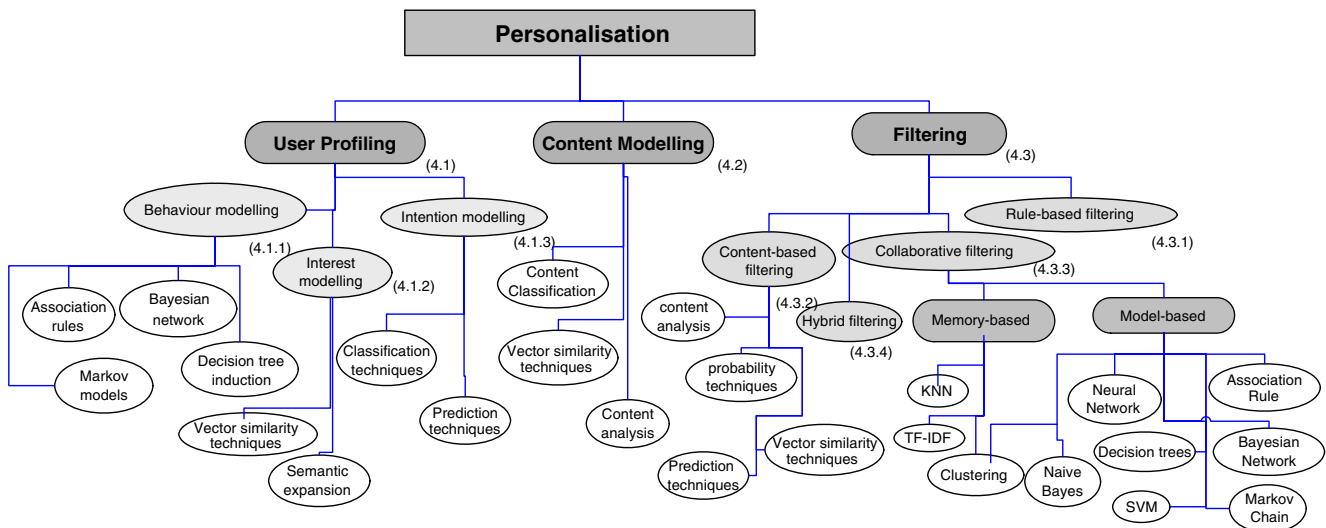 Personalisation
User Profiling
(4.1)
Content Modelling
(4.2)
Filtering
(4.3)
Behaviour modelling
(4.1.1)
Interest
modelling
(4.1.2)
Intention modelling
(4.1.3)
Rule-based filtering
(4.3.1)
Content-based
filtering
(4.3.2)
Collaborative filtering
(4.3.3)
Hybrid filtering
(4.3.4)
Memory-based
Model-based
Association
rules
Bayesian
network
Decision tree
induction
Markov
models
Vector similarity
techniques
Semantic
expansion
Classification
techniques
Prediction
techniques
Content
Classification
Vector similarity
techniques
Content
analysis
content
analysis
probability
techniques
Vector similarity
techniques
Prediction
techniques
KNN
TF-IDF
Clustering
Naive
Bayes
Neural
Network
Association
Rule
Decision trees
Bayesian
Network
SVM
Markov
Chain